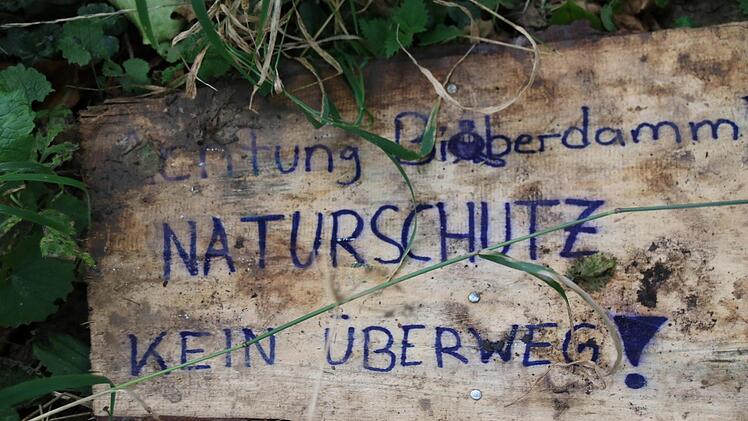 Achtung Biberdamm
NATURSCHUTZ
KEIN ÜBERWEG!